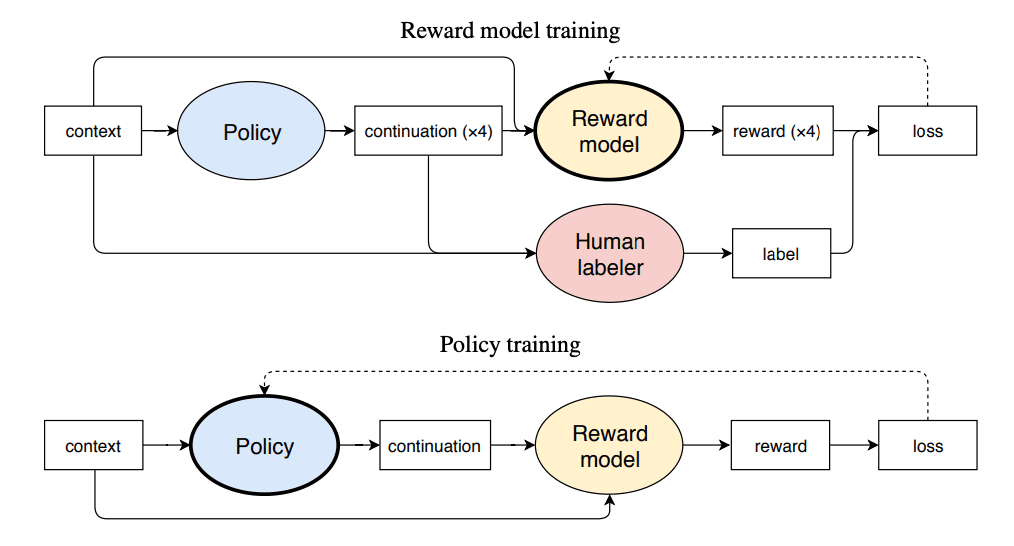 Reward model training
context
Policy
continuation (×4)
Reward
model
reward (×4)
loss
Human
labeler
label
Policy training
context
Policy
continuation
Reward
model
reward
loss